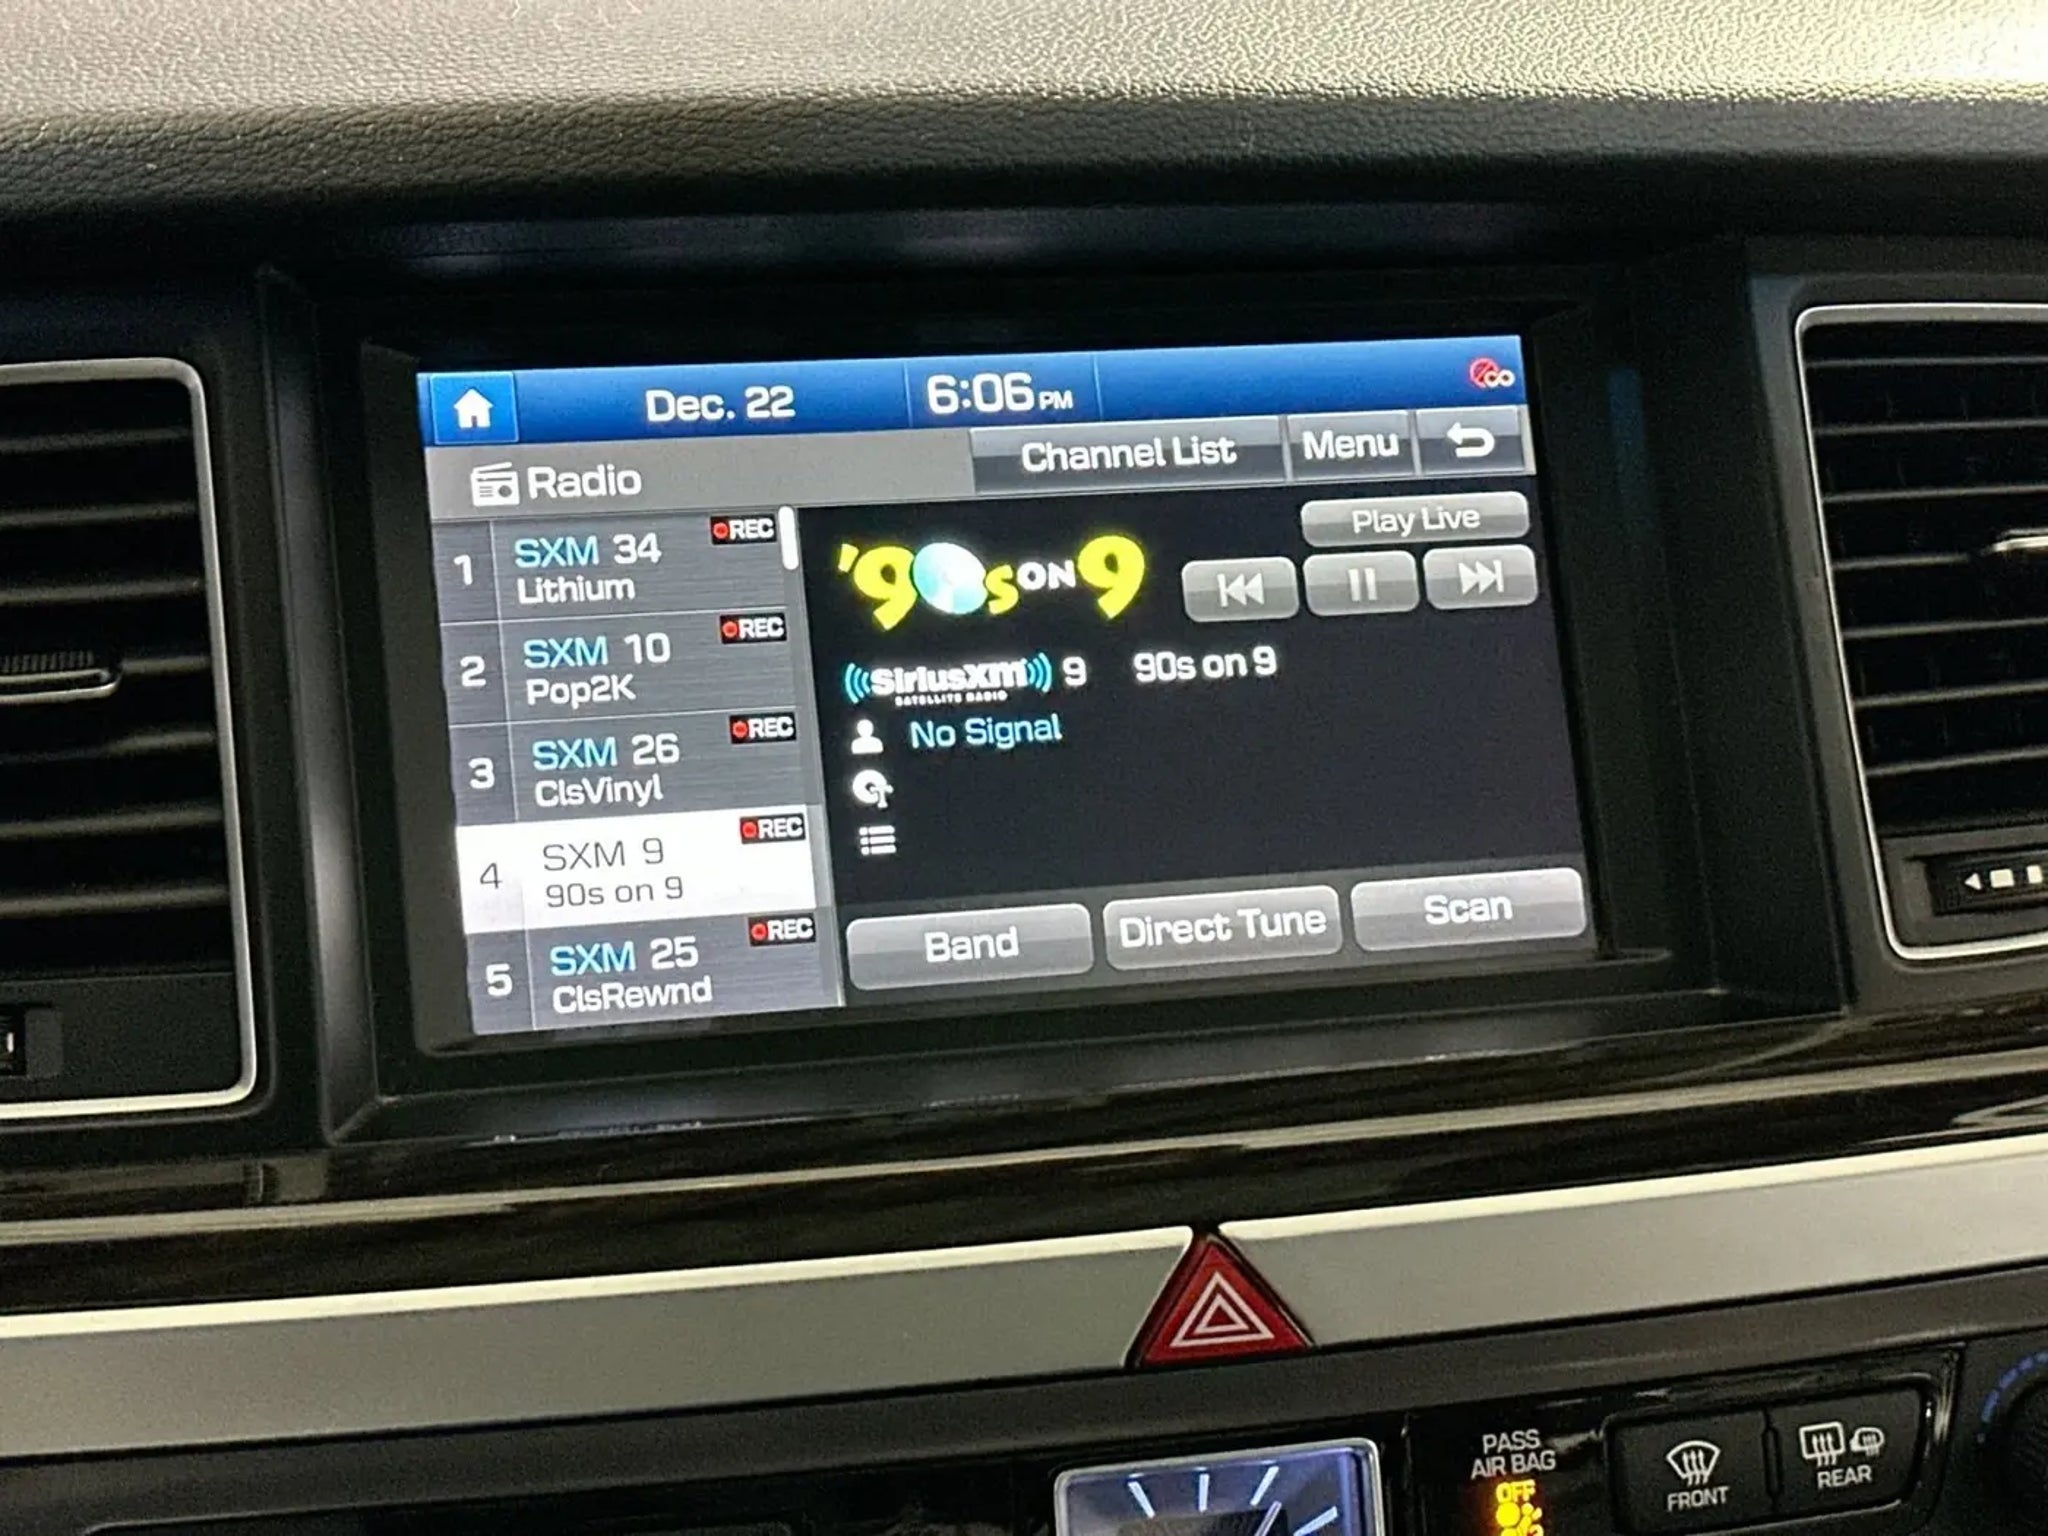 Dec. 22
6:06 PM
Radio
Channel List
Menu
1
SXM 34
REC
Lithium
2
SXM 10
REC
Pop2K
3
SXM 26
REC
ClsVinyl
4
SXM 9
REC
90s on 9
5
SXM 25
REC
ClsRewnd
Play Live
'90s ON 9
SiriusXM 9
SATELLITE RADIO
90s on 9
No Signal
Band
Direct Tune
Scan
PASS
AIR BAG
OFF
FRONT
REAR